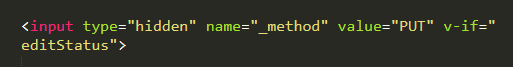 <input type="hidden" name="_method" value="PUT" v-if="
editStatus">